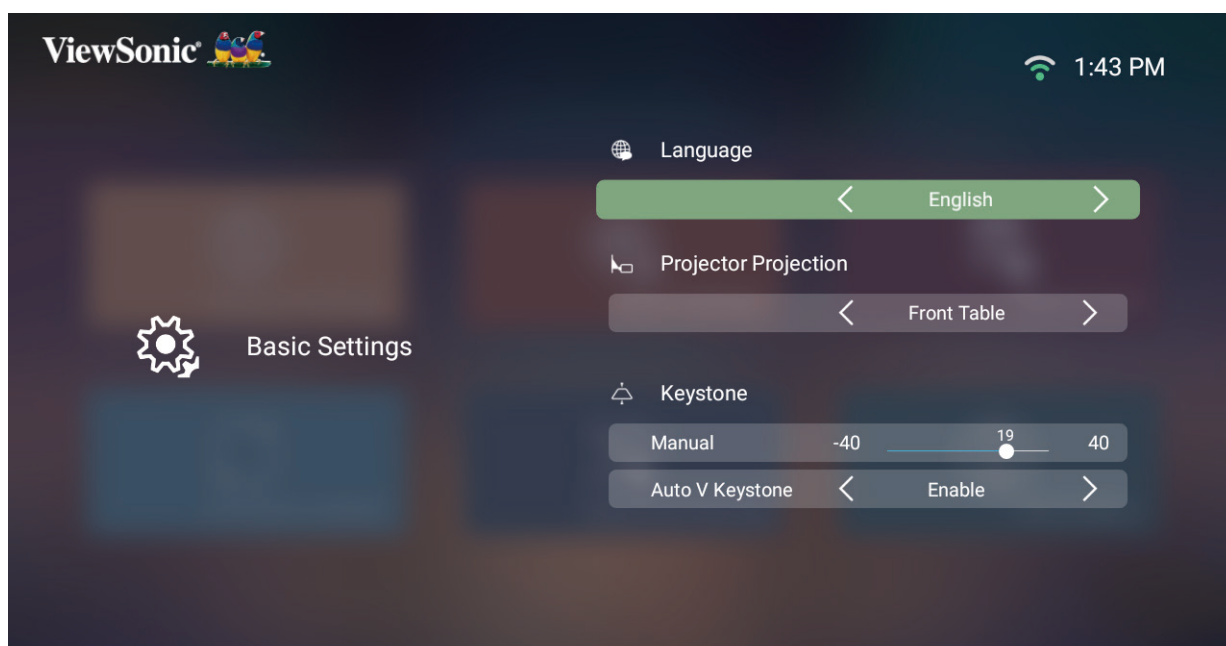 ViewSonic®
1:43 PM
Language
English
Projector Projection
Front Table
Basic Settings
Keystone
Manual -40 19 40
Auto V Keystone Enable